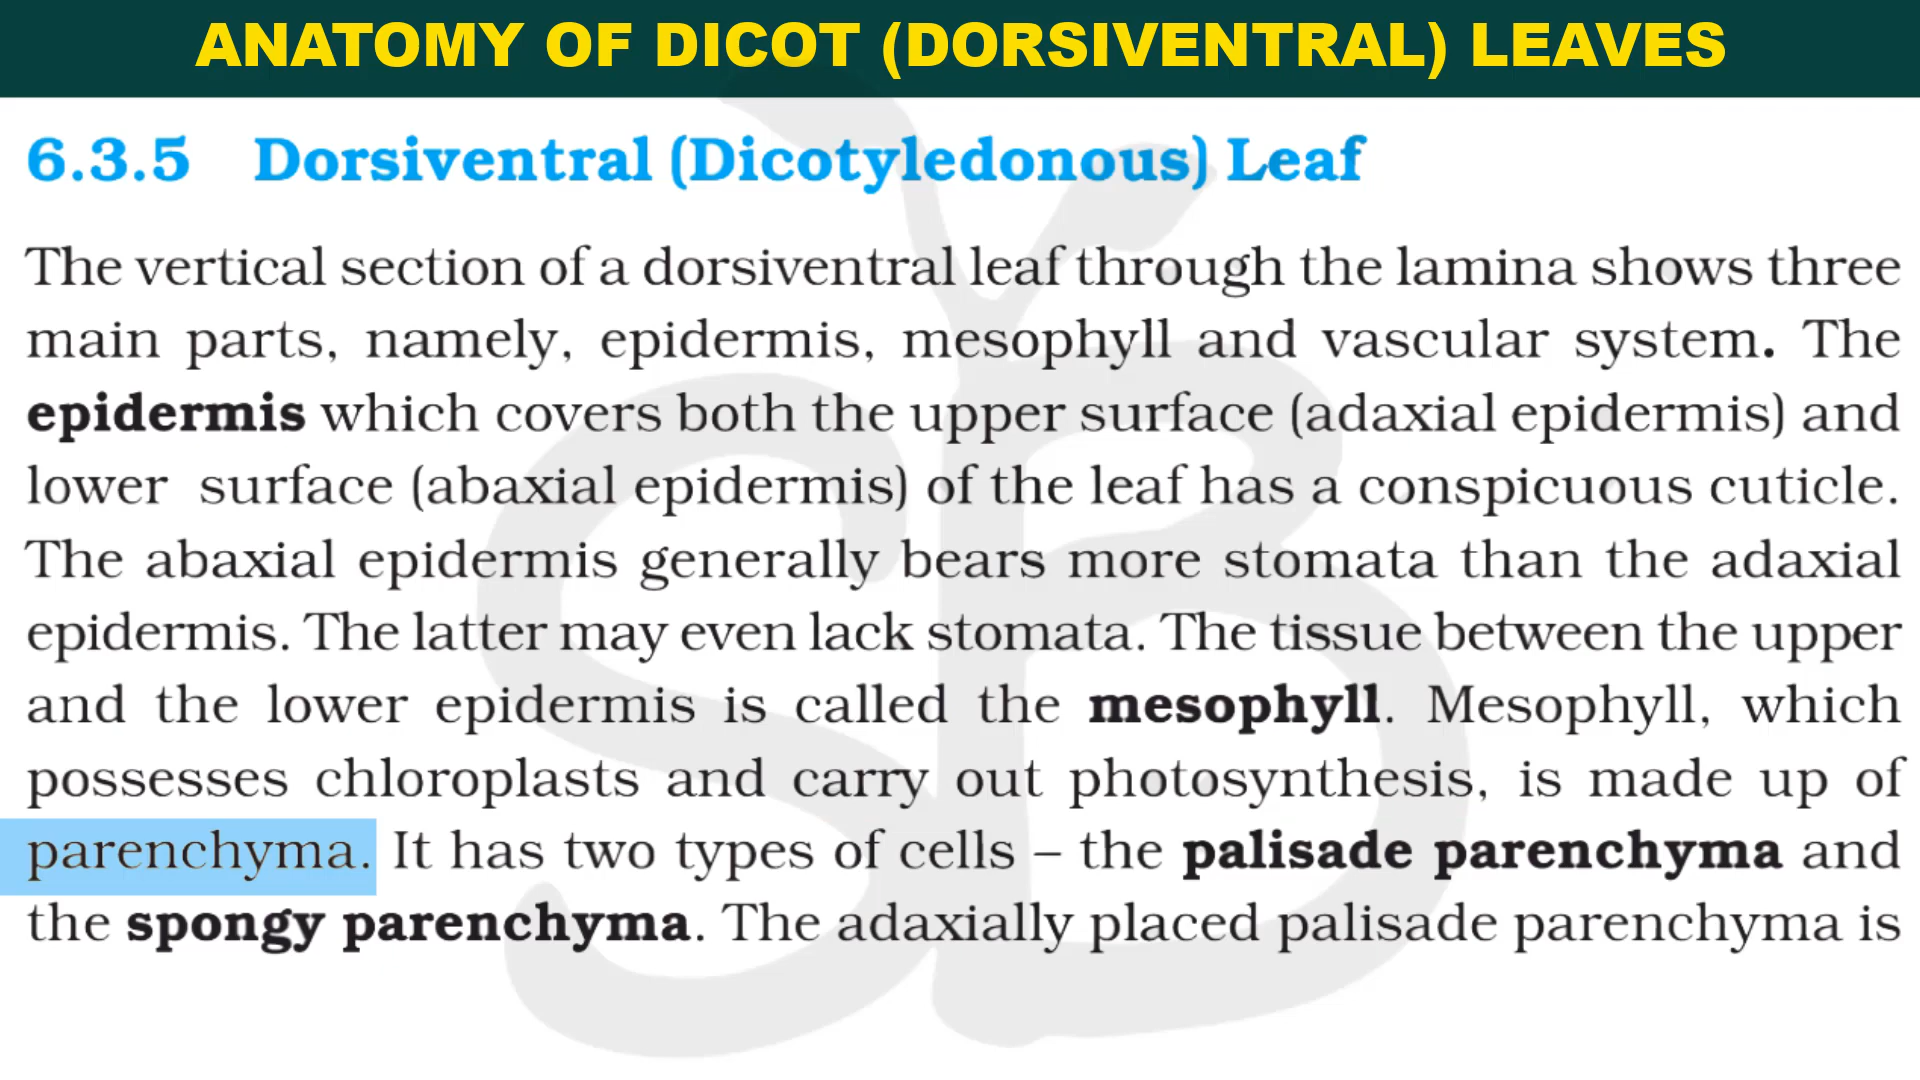 ANATOMY OF DICOT (DORSIVENTRAL) LEAVES
6.3.5 Dorsiventral (Dicotyledonous) Leaf
The vertical section of a dorsiventral leaf through the lamina shows three
main parts, namely, epidermis, mesophyll and vascular system. The
epidermis which covers both the upper surface (adaxial epidermis) and
lower surface (abaxial epidermis) of the leaf has a conspicuous cuticle.
The abaxial epidermis generally bears more stomata than the adaxial
epidermis. The latter may even lack stomata. The tissue between the upper
and the lower epidermis is called the mesophyll. Mesophyll, which
possesses chloroplasts and carry out photosynthesis, is made up of
parenchyma. It has two types of cells – the palisade parenchyma and
the spongy parenchyma. The adaxially placed palisade parenchyma is
SB